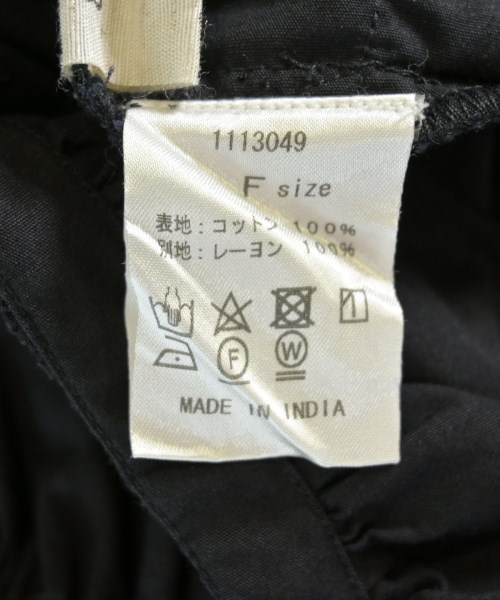 1113049
F size
表地:コットン 100%
別地:レーヨン 100%
F W
MADE IN INDIA